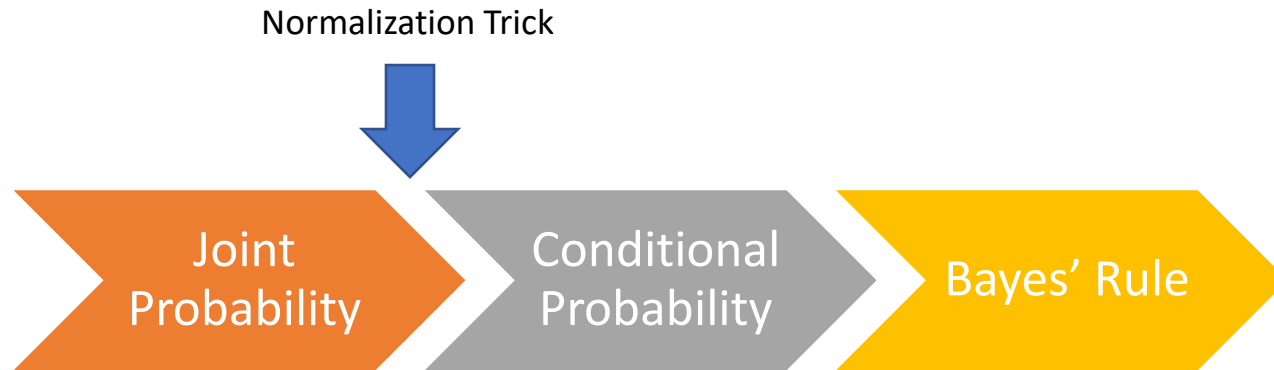 Normalization Trick
Joint
Probability
Conditional
Probability
Bayes’ Rule